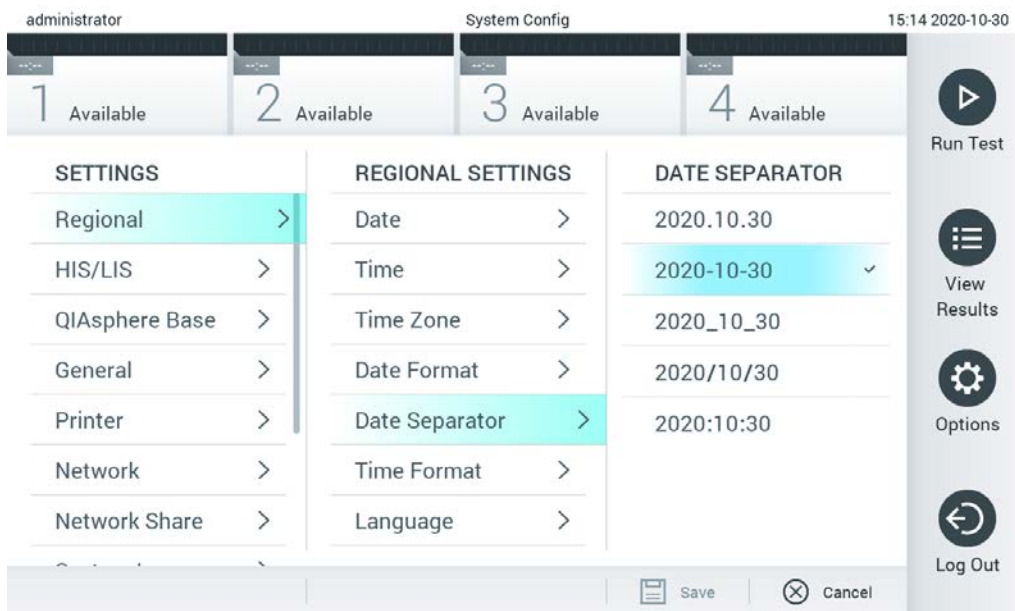 administrator System Config 15:14 2020-10-30
--:-- --:-- --:-- --:--
1 Available 2 Available 3 Available 4 Available
Run Test
SETTINGS REGIONAL SETTINGS DATE SEPARATOR
Regional Date 2020.10.30
HIS/LIS Time 2020-10-30
View
Results
QIAsphere Base Time Zone 2020_10_30
General Date Format 2020/10/30
Printer Date Separator 2020:10:30
Options
Network Time Format
Network Share Language
Log Out
Save Cancel